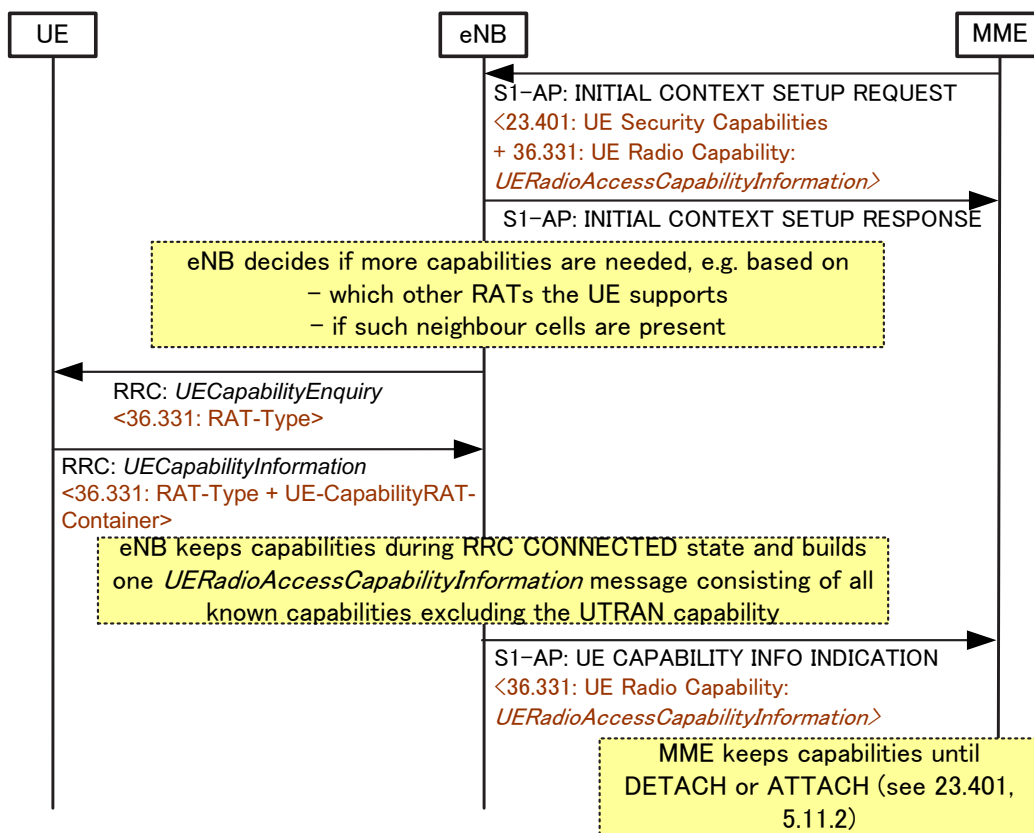 UE
eNB
MME
S1-AP: INITIAL CONTEXT SETUP REQUEST
<23.401: UE Security Capabilities
+ 36.331: UE Radio Capability:
UERadioAccessCapabilityInformation>
S1-AP: INITIAL CONTEXT SETUP RESPONSE
eNB decides if more capabilities are needed, e.g. based on
- which other RATs the UE supports
- if such neighbour cells are present
RRC: UECapabilityEnquiry
<36.331: RAT-Type>
RRC: UECapabilityInformation
<36.331: RAT-Type + UE-CapabilityRAT-
Container>
eNB keeps capabilities during RRC CONNECTED state and builds
one UERadioAccessCapabilityInformation message consisting of all
known capabilities excluding the UTRAN capability
S1-AP: UE CAPABILITY INFO INDICATION
<36.331: UE Radio Capability:
UERadioAccessCapabilityInformation>
MME keeps capabilities until
DETACH or ATTACH (see 23.401,
5.11.2)